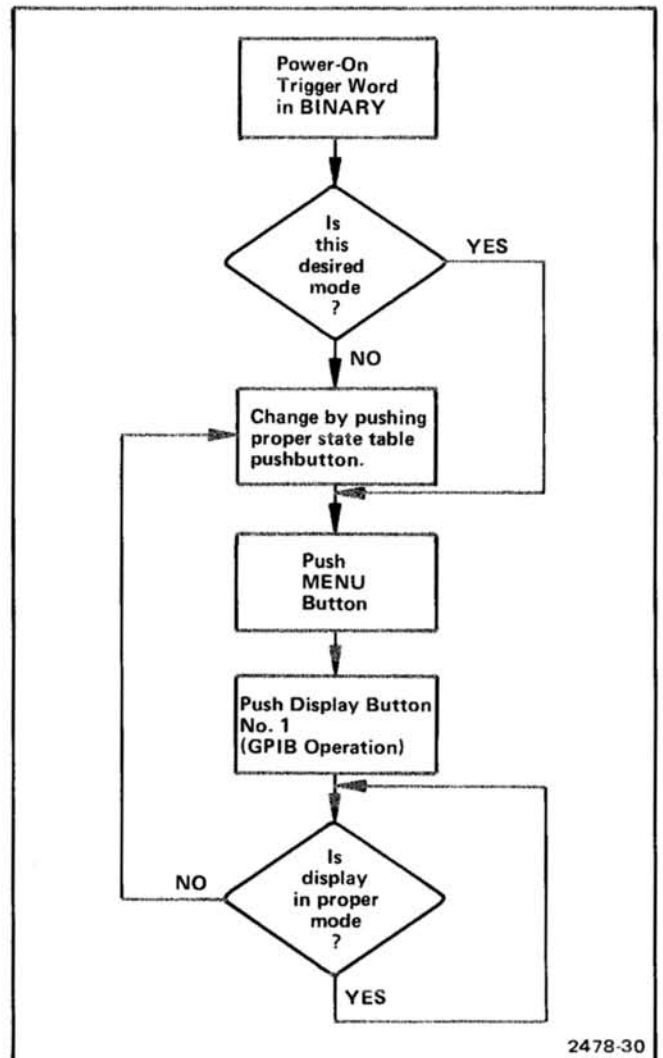 Power-On
Trigger Word
in BINARY
Is
this
desired
mode
?
YES
NO
Change by pushing
proper state table
pushbutton.
Push
MENU
Button
Push Display Button
No. 1
(GPIB Operation)
Is
display
in proper
mode
?
NO
YES
2478-30